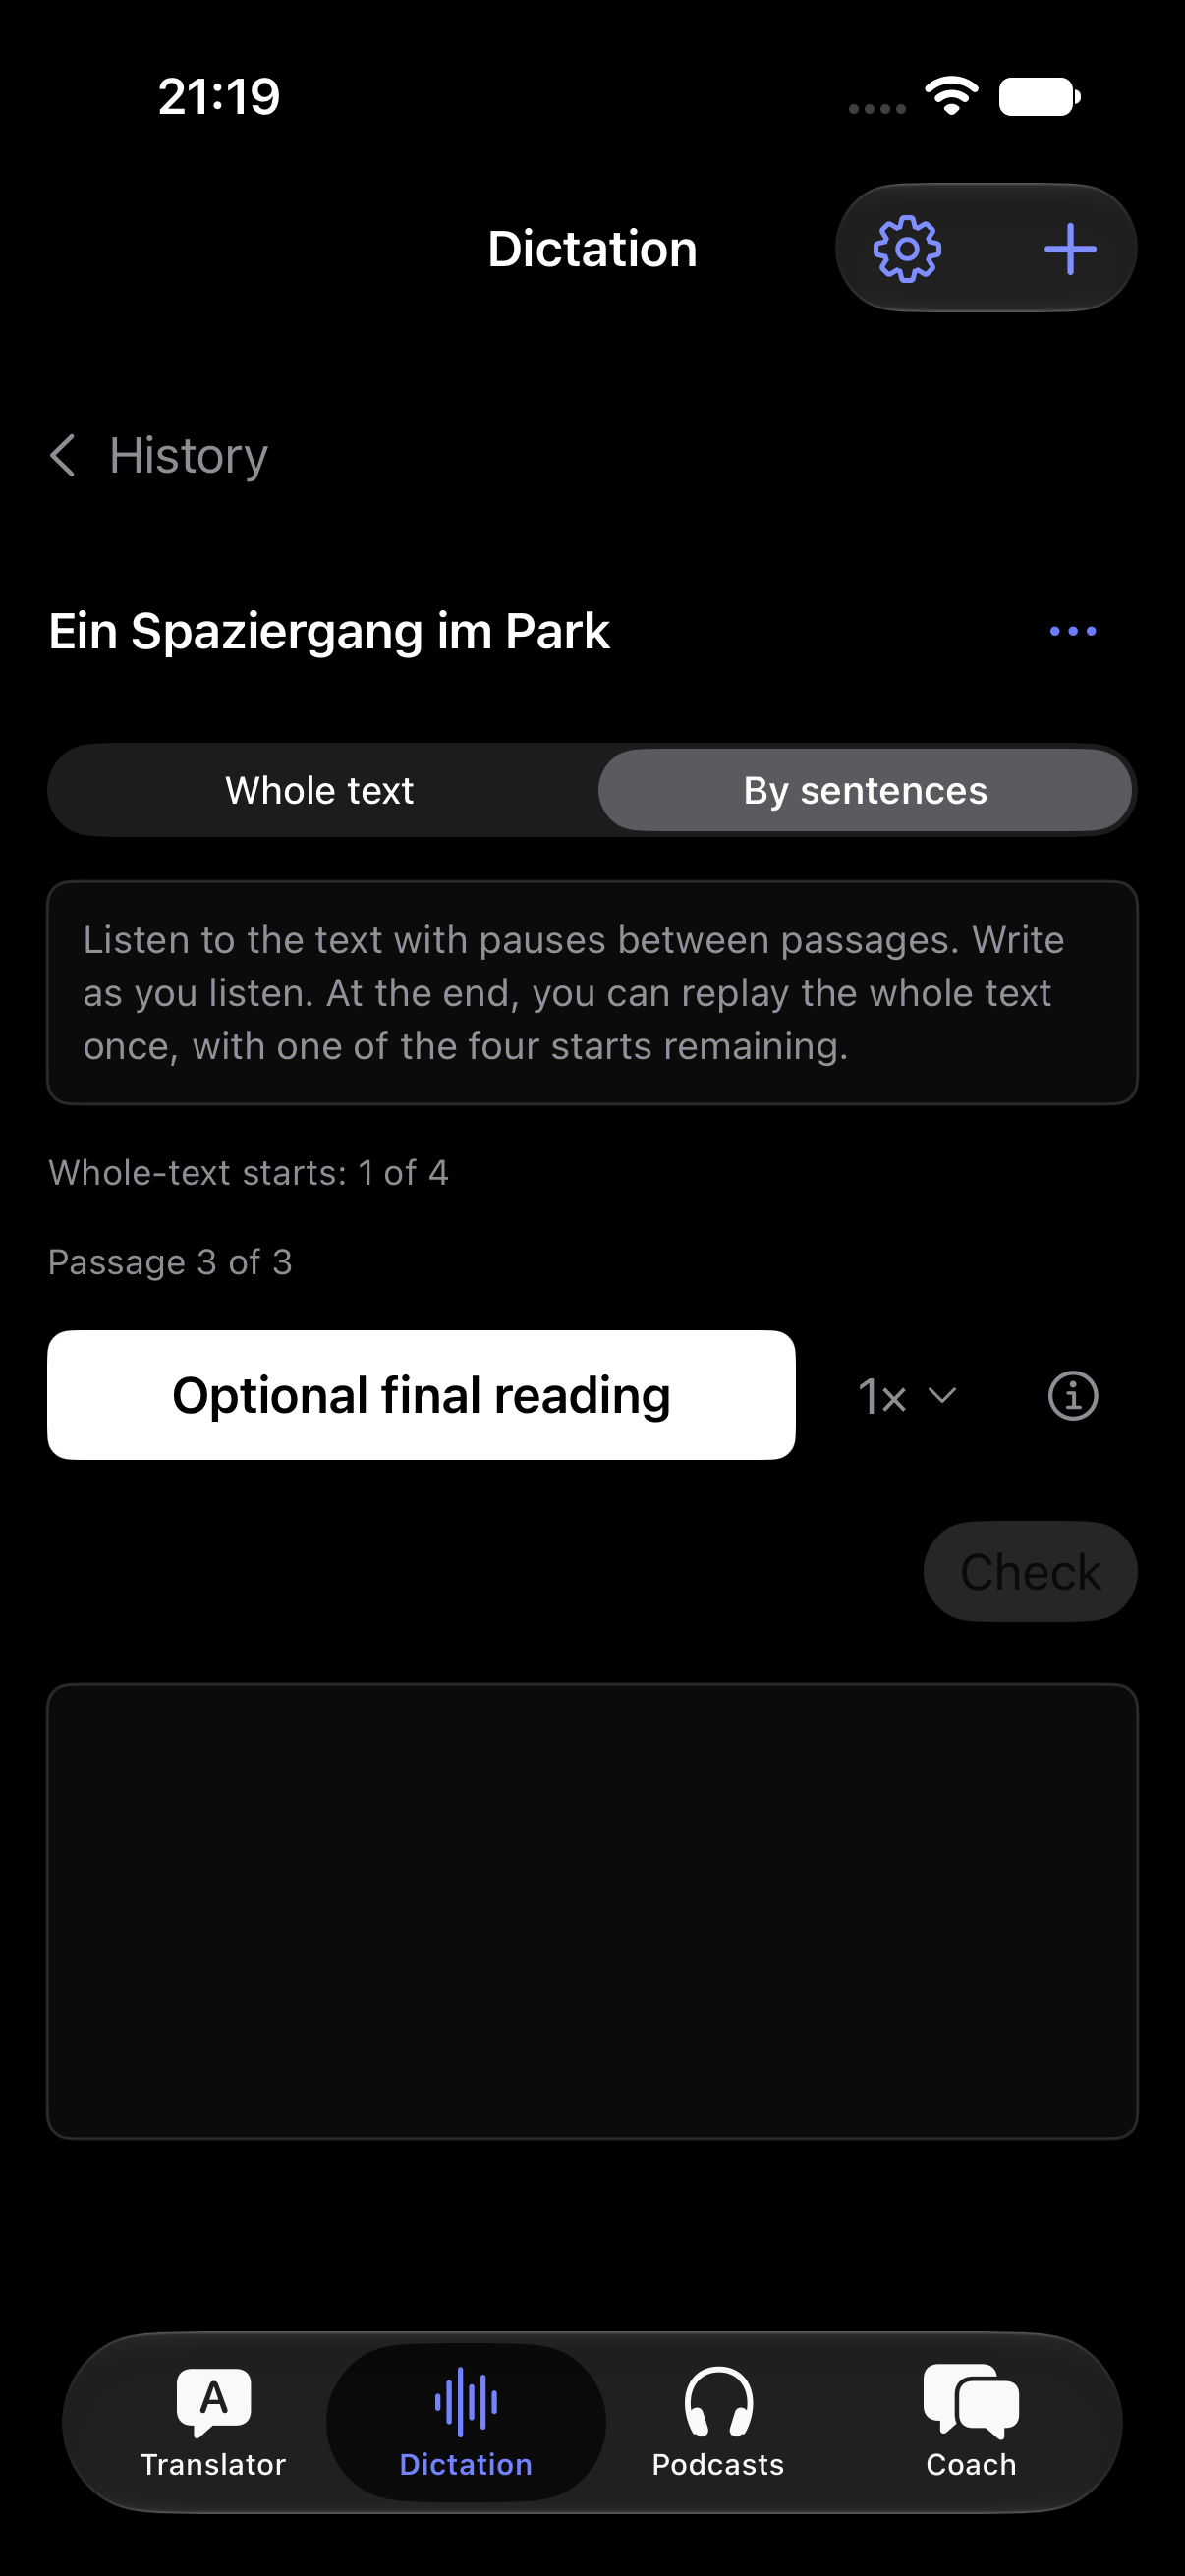 21:19
Dictation
History
Ein Spaziergang im Park
Whole text
By sentences
Listen to the text with pauses between passages. Write
as you listen. At the end, you can replay the whole text
once, with one of the four starts remaining.
Whole-text starts: 1 of 4
Passage 3 of 3
Optional final reading
1×
Check
A
Translator
Dictation
Podcasts
Coach